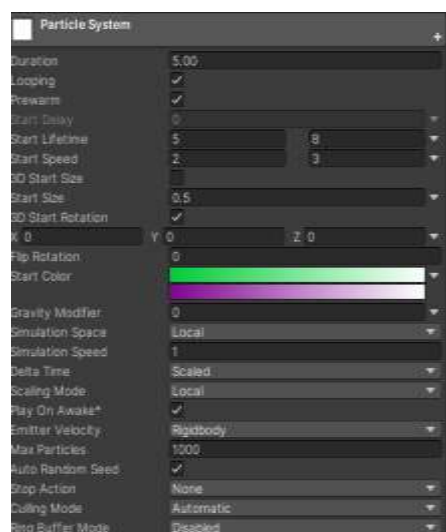 Particle System
+
Duration 5.00
Looping
Prewarm
Start Delay 0
Start Lifetime 5 8
Start Speed 2 3
3D Start Size
Start Size 0.5
3D Start Rotation
X 0 Y 0 Z 0
Flip Rotation 0
Start Color
Gravity Modifier 0
Simulation Space Local
Simulation Speed 1
Delta Time Scaled
Scaling Mode Local
Play On Awake*
Emitter Velocity Rigidbody
Max Particles 1000
Auto Random Seed
Stop Action None
Culling Mode Automatic
Ring Buffer Mode Disabled